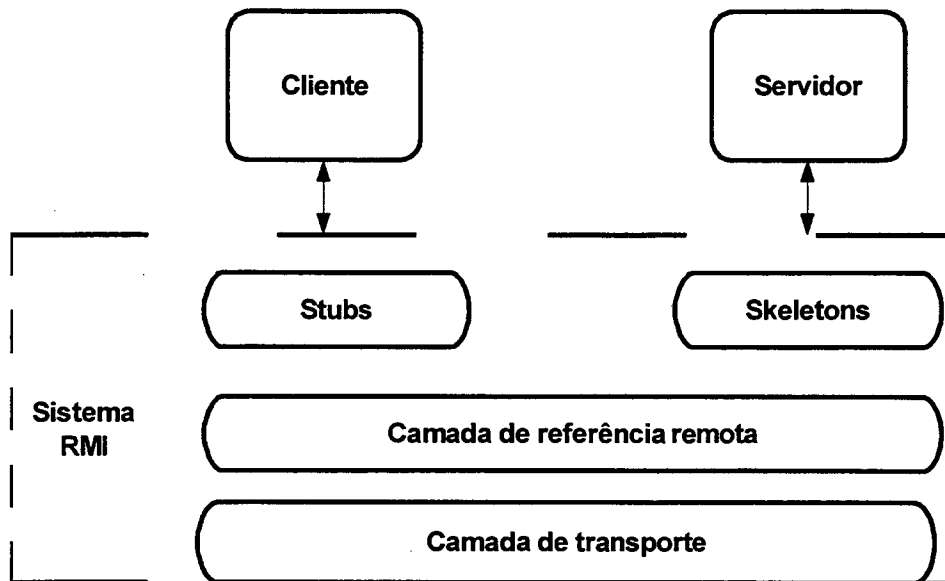 Cliente
Servidor
Stubs
Skeletons
Sistema
RMI
Camada de referência remota
Camada de transporte